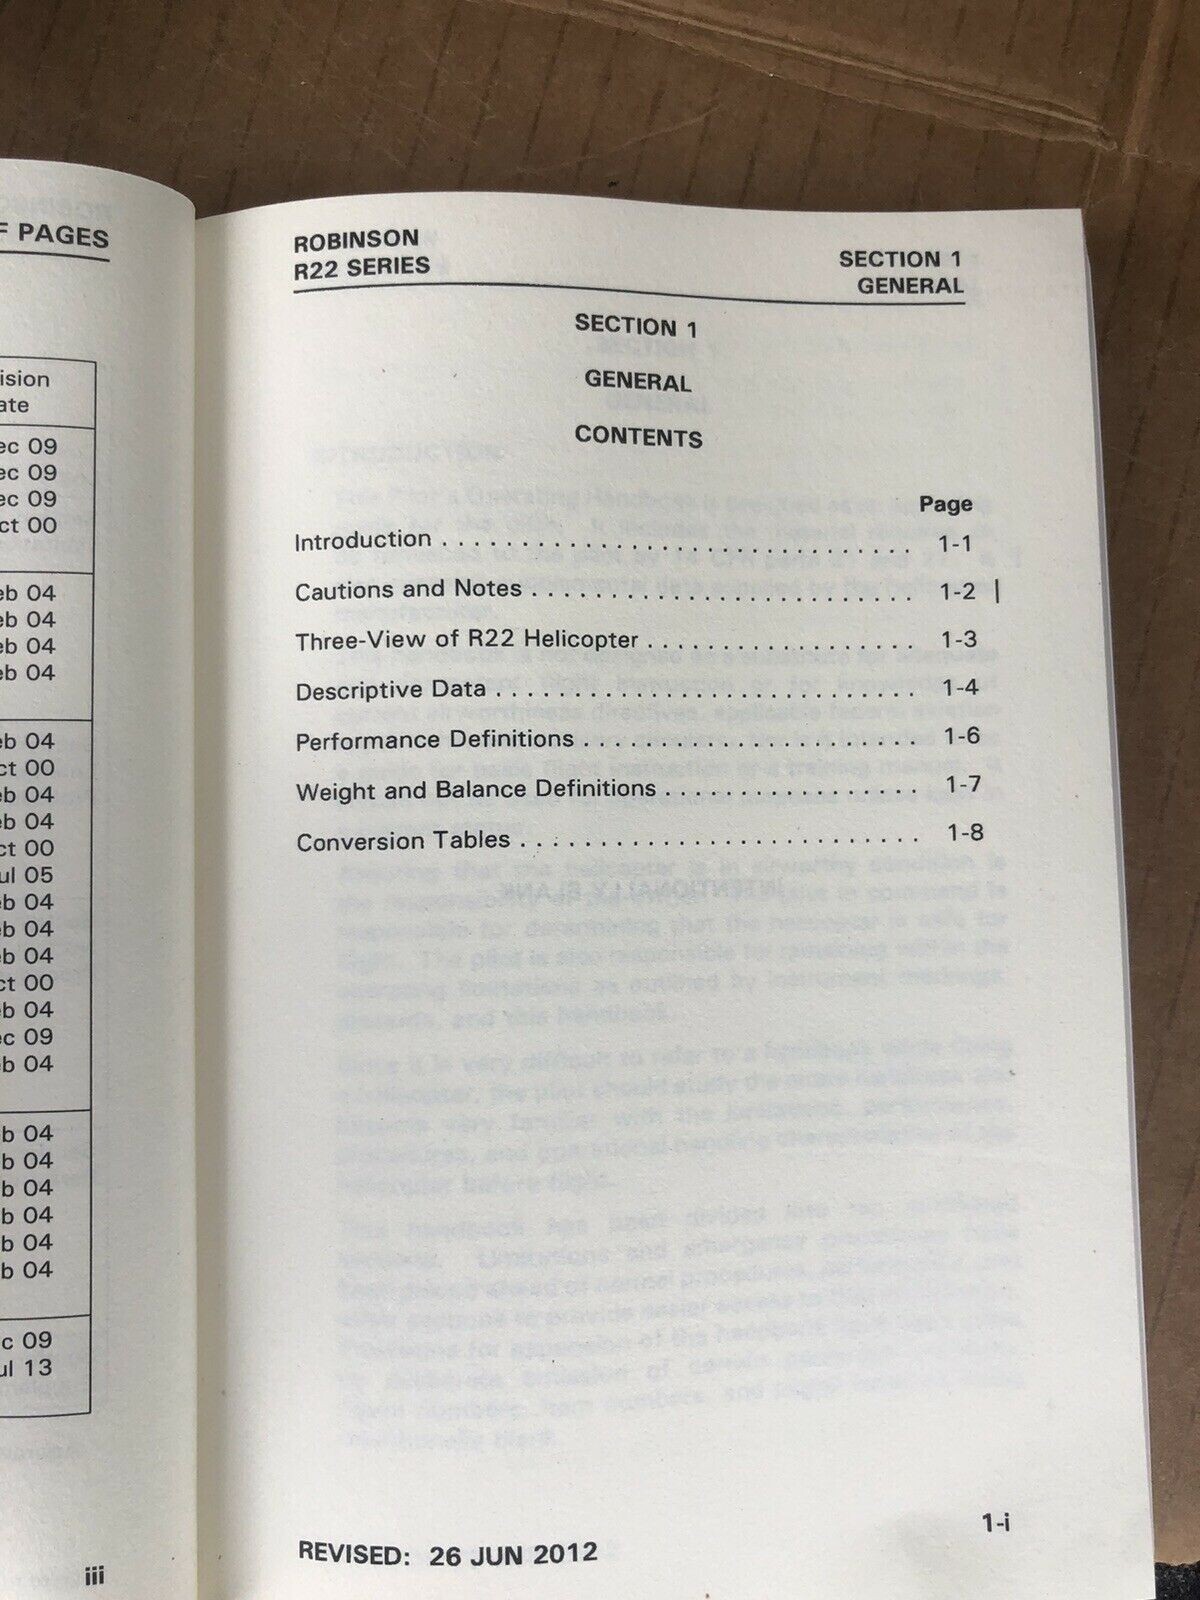 F PAGES
ision
ate
ec 09
ec 09
ec 09
ct 00
eb 04
eb 04
eb 04
eb 04
eb 04
ct 00
eb 04
eb 04
ct 00
ul 05
eb 04
eb 04
eb 04
ct 00
eb 04
ec 09
eb 04
b 04
b 04
b 04
b 04
b 04
b 04
c 09
ul 13
iii
ROBINSON
R22 SERIES
SECTION 1
GENERAL
SECTION 1
GENERAL
CONTENTS
Page
Introduction . . . . . . . . . . . . . . . . . . . . . . . . . . . . . . 1-1
Cautions and Notes . . . . . . . . . . . . . . . . . . . . . . . . 1-2
Three-View of R22 Helicopter . . . . . . . . . . . . . . . . . 1-3
Descriptive Data . . . . . . . . . . . . . . . . . . . . . . . . . . 1-4
Performance Definitions . . . . . . . . . . . . . . . . . . . . . 1-6
Weight and Balance Definitions . . . . . . . . . . . . . . . . 1-7
Conversion Tables . . . . . . . . . . . . . . . . . . . . . . . . . 1-8
1-i
REVISED: 26 JUN 2012